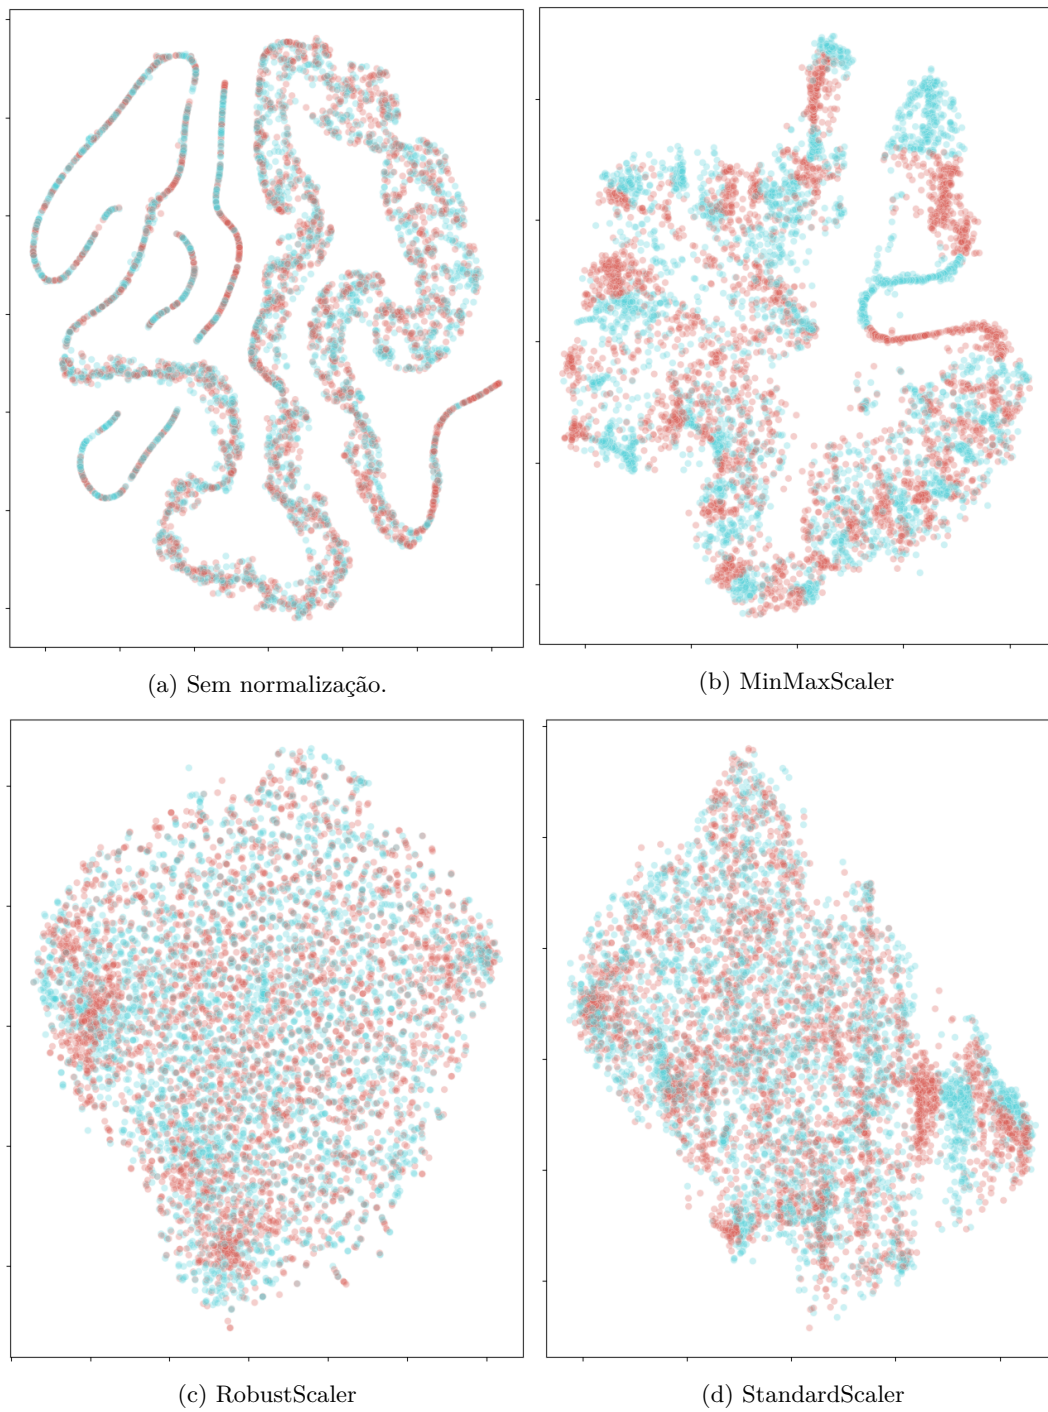 (a) Sem normalização.
(b) MinMaxScaler
(c) RobustScaler
(d) StandardScaler